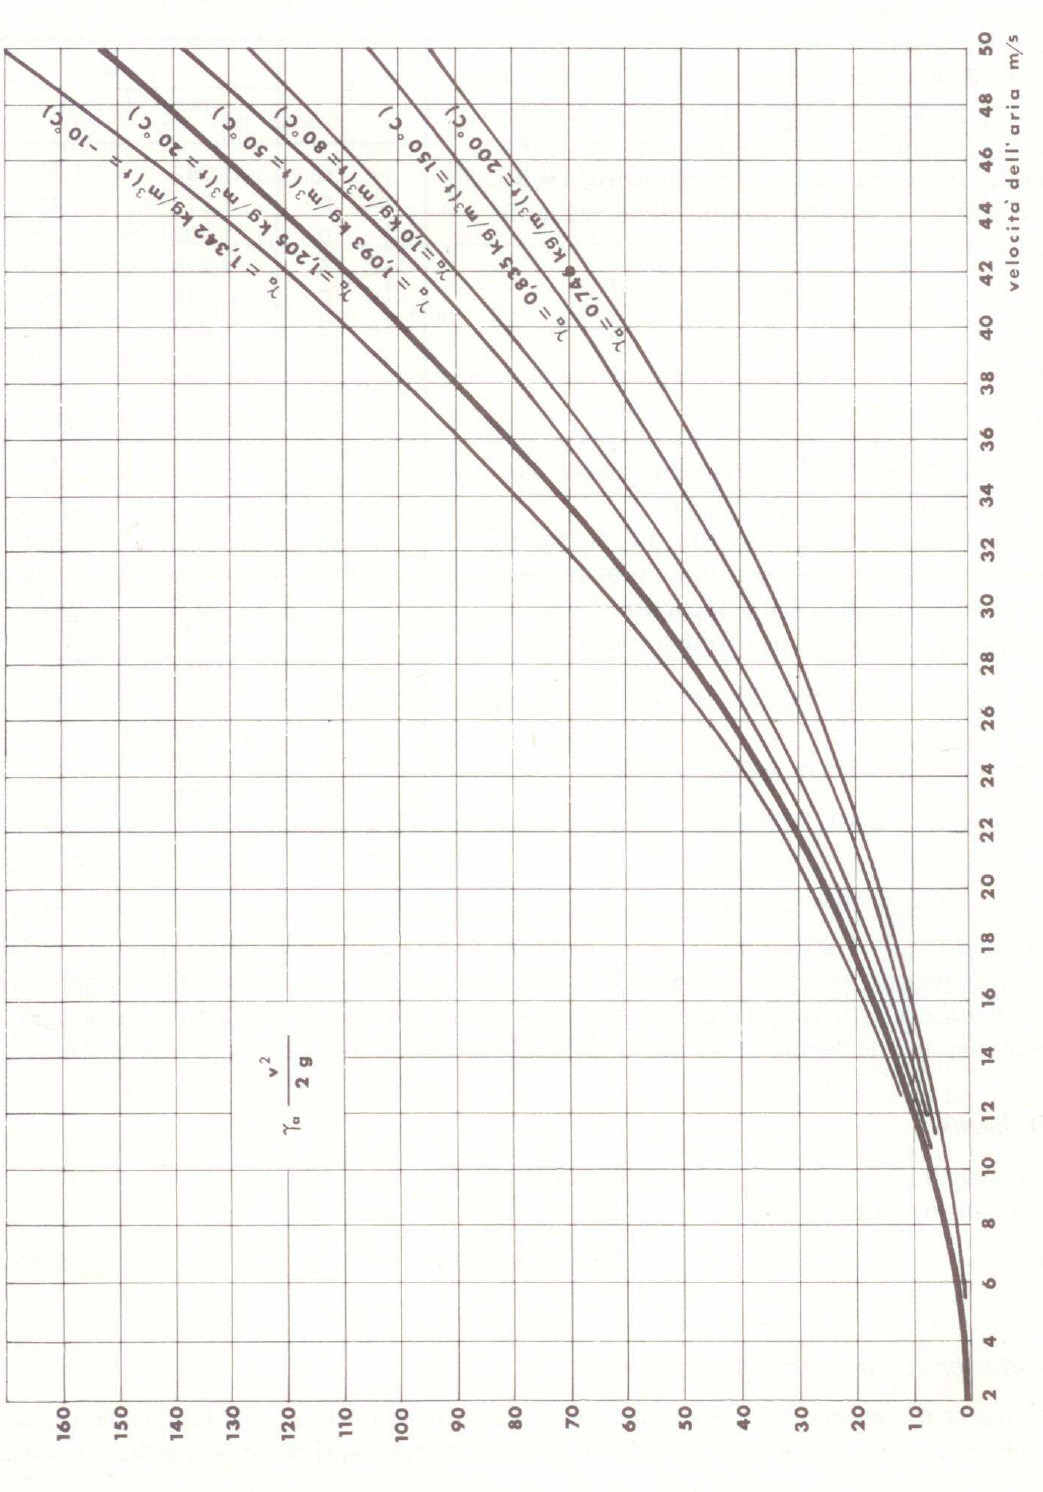 160
150
140
130
120
110
100
90
80
70
60
50
40
30
20
10
0
γa v²
2 g
γa = 1,342 kg/m³ (t = -10°C)
γa = 1,205 kg/m³ (t = 20°C)
γa = 1,093 kg/m³ (t = 50°C)
γa = 1,0 kg/m³ (t = 80°C)
γa = 0,835 kg/m³ (t = 150°C)
γa = 0,746 kg/m³ (t = 200°C)
2 4 6 8 10 12 14 16 18 20 22 24 26 28 30 32 34 36 38 40 42 44 46 48 50
velocita' dell'aria m/s